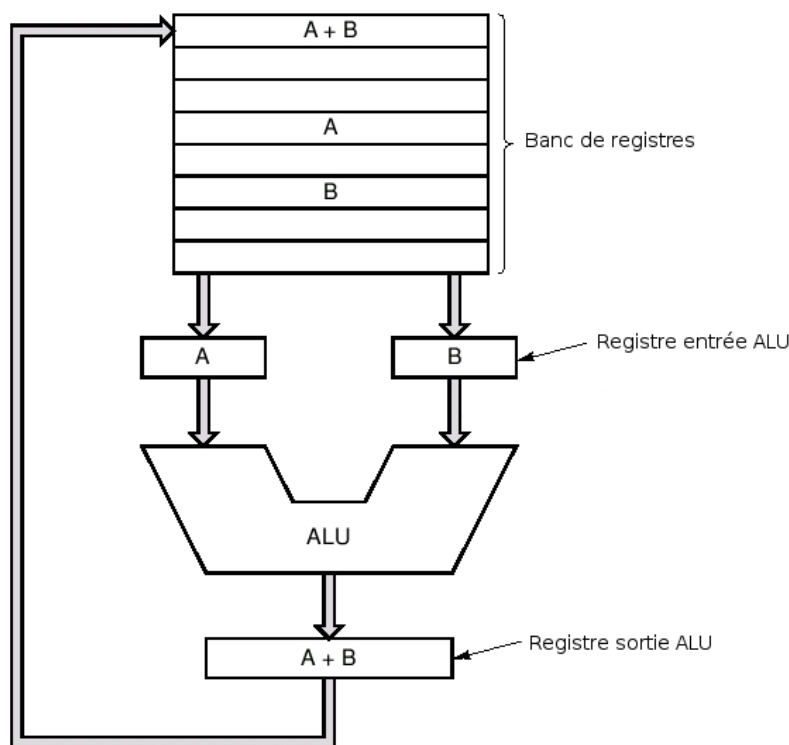 A + B
A
Banc de registres
B
A
B
Registre entrée ALU
ALU
A + B
Registre sortie ALU